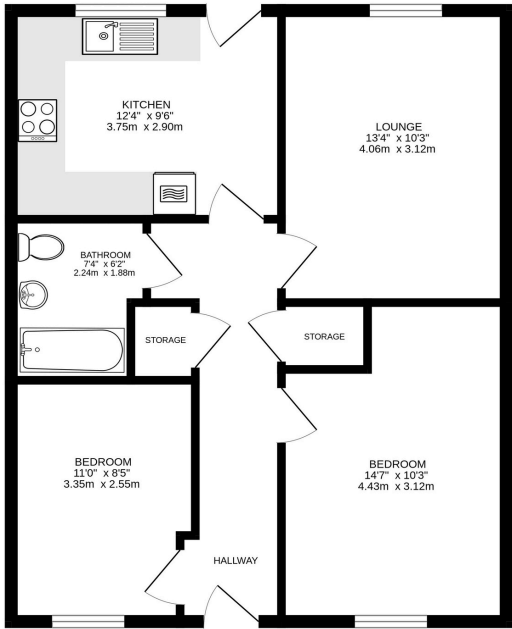 KITCHEN
12'4" x 9'6"
3.75m x 2.90m
LOUNGE
13'4" x 10'3"
4.06m x 3.12m
BATHROOM
7'4" x 6'2"
2.24m x 1.88m
STORAGE
STORAGE
BEDROOM
11'0" x 8'5"
3.35m x 2.55m
BEDROOM
14'7" x 10'3"
4.43m x 3.12m
HALLWAY